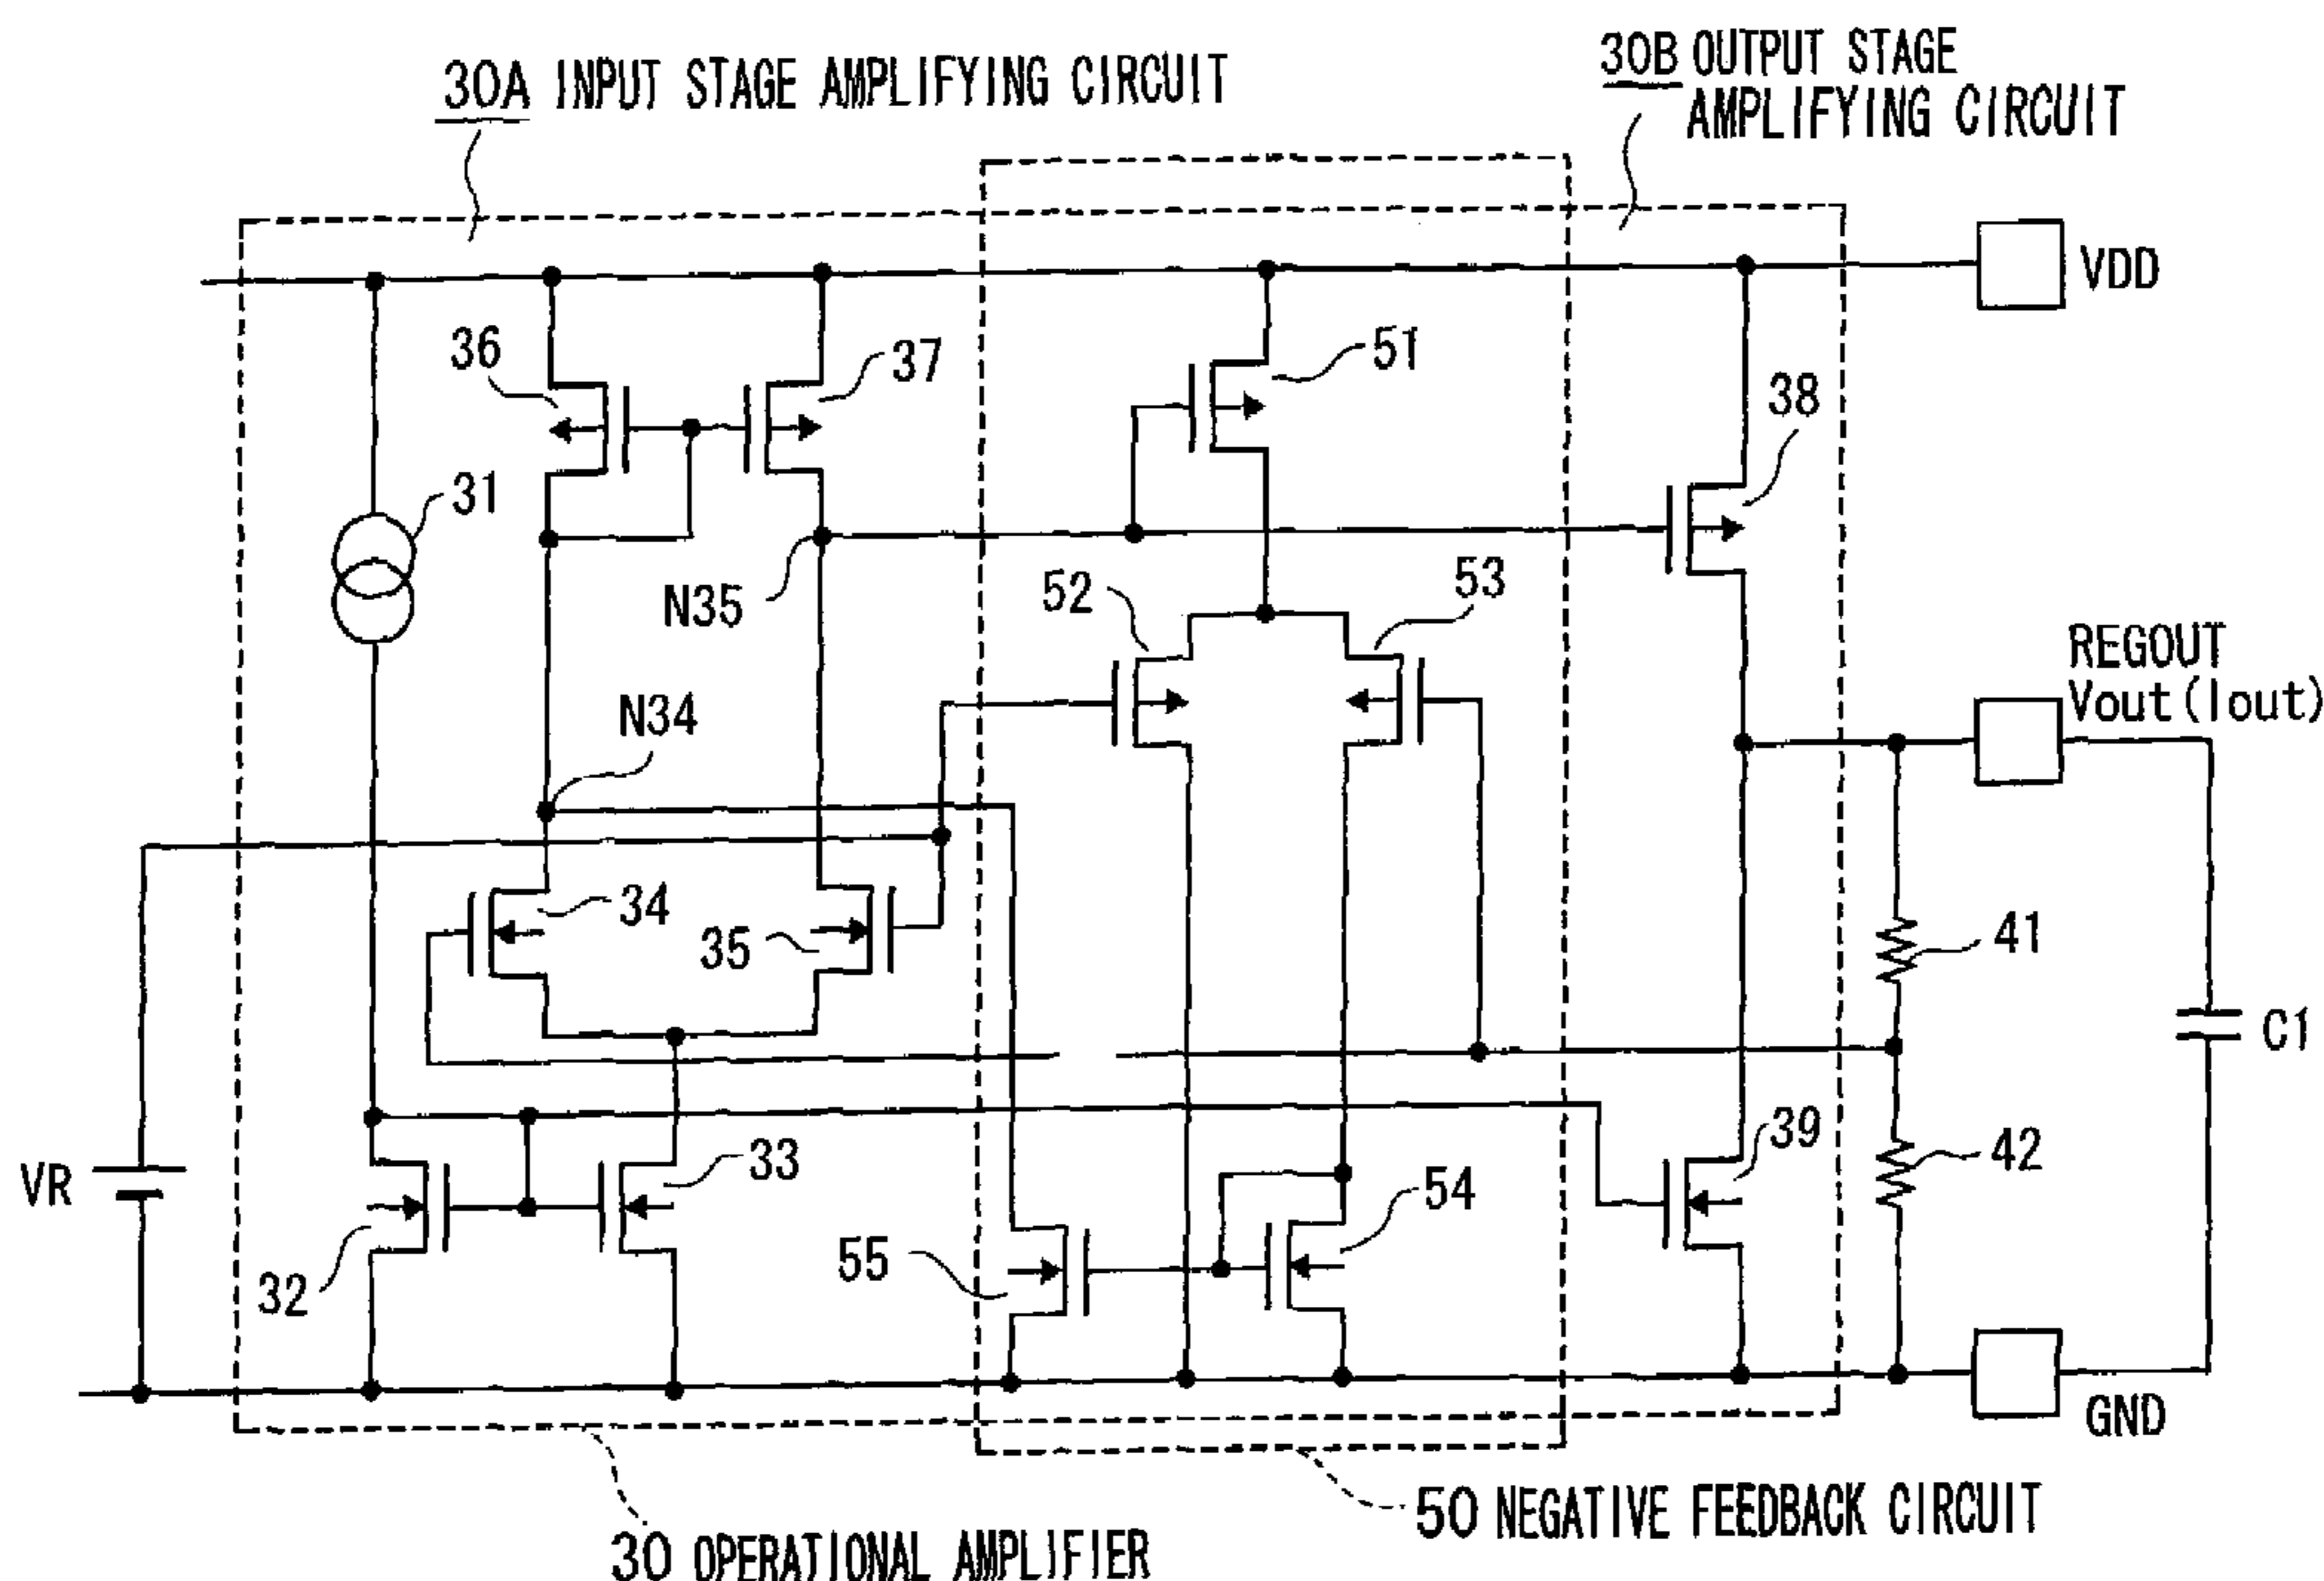 30A INPUT STAGE AMPLIFYING CIRCUIT
30B OUTPUT STAGE
AMPLIFYING CIRCUIT
VDD
36
37
51
38
31
N35
52
53
REGOUT
Vout(Iout)
N34
34
35
41
C1
VR
33
39
42
32
55
54
GND
30 OPERATIONAL AMPLIFIER
50 NEGATIVE FEEDBACK CIRCUIT